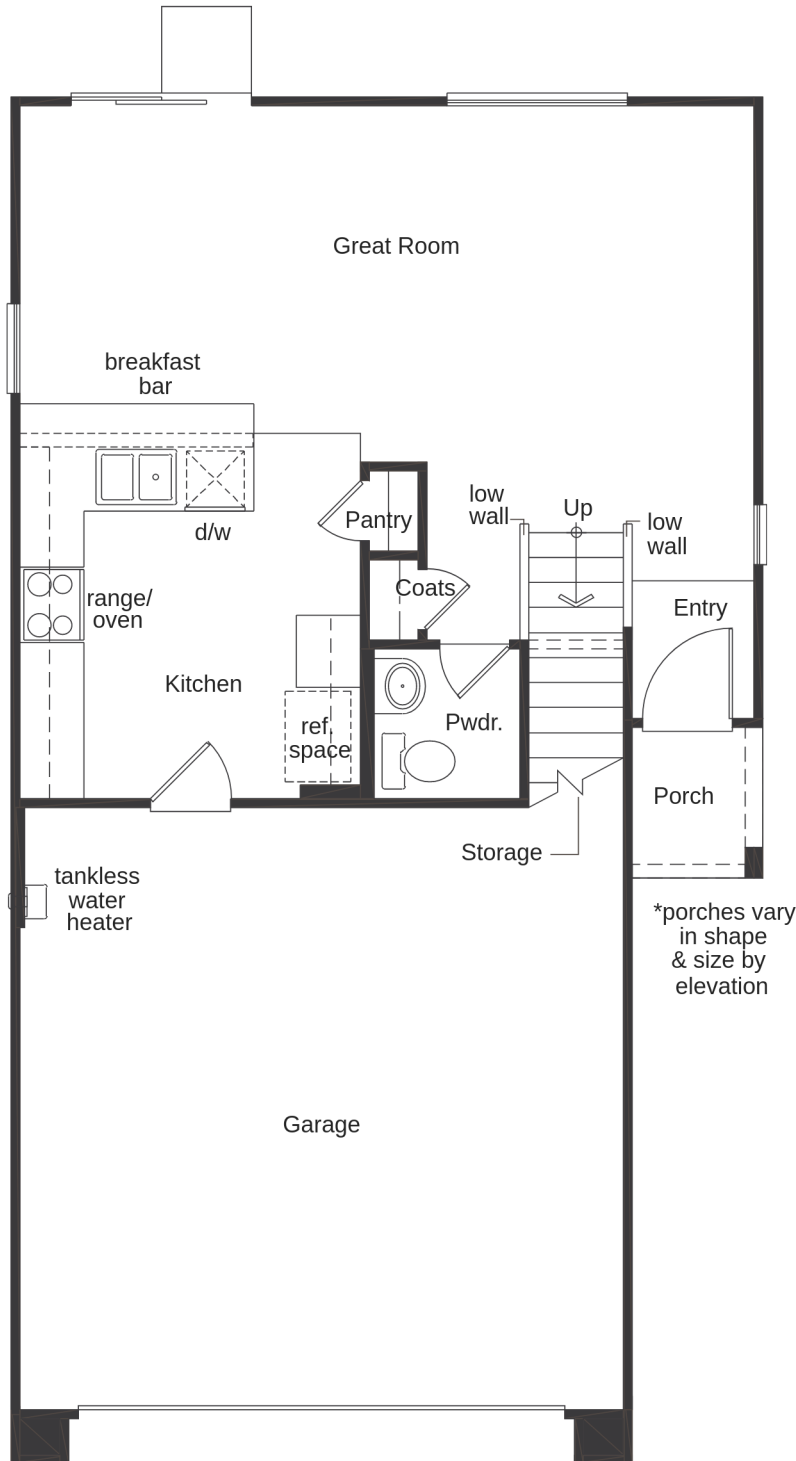 Great Room
breakfast
bar
low
wall
Up
low
wall
Pantry
d/w
Coats
range/
oven
Entry
Kitchen
Pwdr.
ref.
space
Porch
Storage
tankless
water
heater
*porches vary
in shape
& size by
elevation
Garage